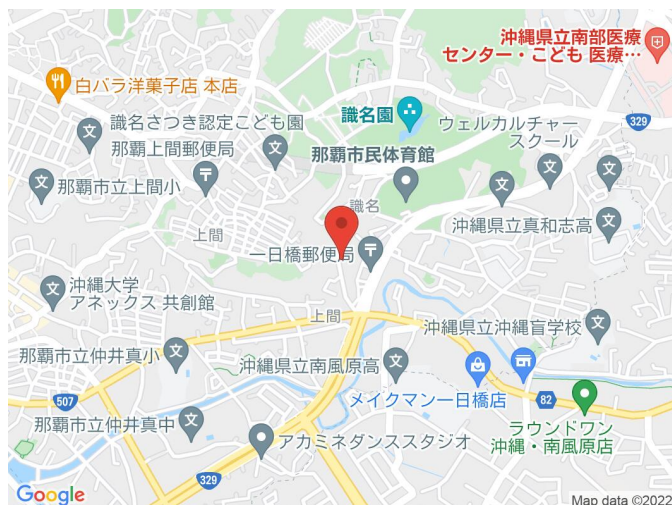 沖縄県立南部医療
センター・こども 医療…
白バラ洋菓子店 本店
識名園
329
識名さつき認定こども園
ウェルカルチャー
スクール
那覇上間郵便局
那覇市民体育館
那覇市立上間小
識名
沖縄県立真和志高
上間
一日橋郵便局
沖縄大学
アネックス 共創館
上間
沖縄県立沖縄盲学校
那覇市立仲井真小
沖縄県立南風原高
507
メイクマン一日橋店
82
那覇市立仲井真中
ラウンドワン
沖縄・南風原店
アカミネダンススタジオ
329
Google
Map data ©2022